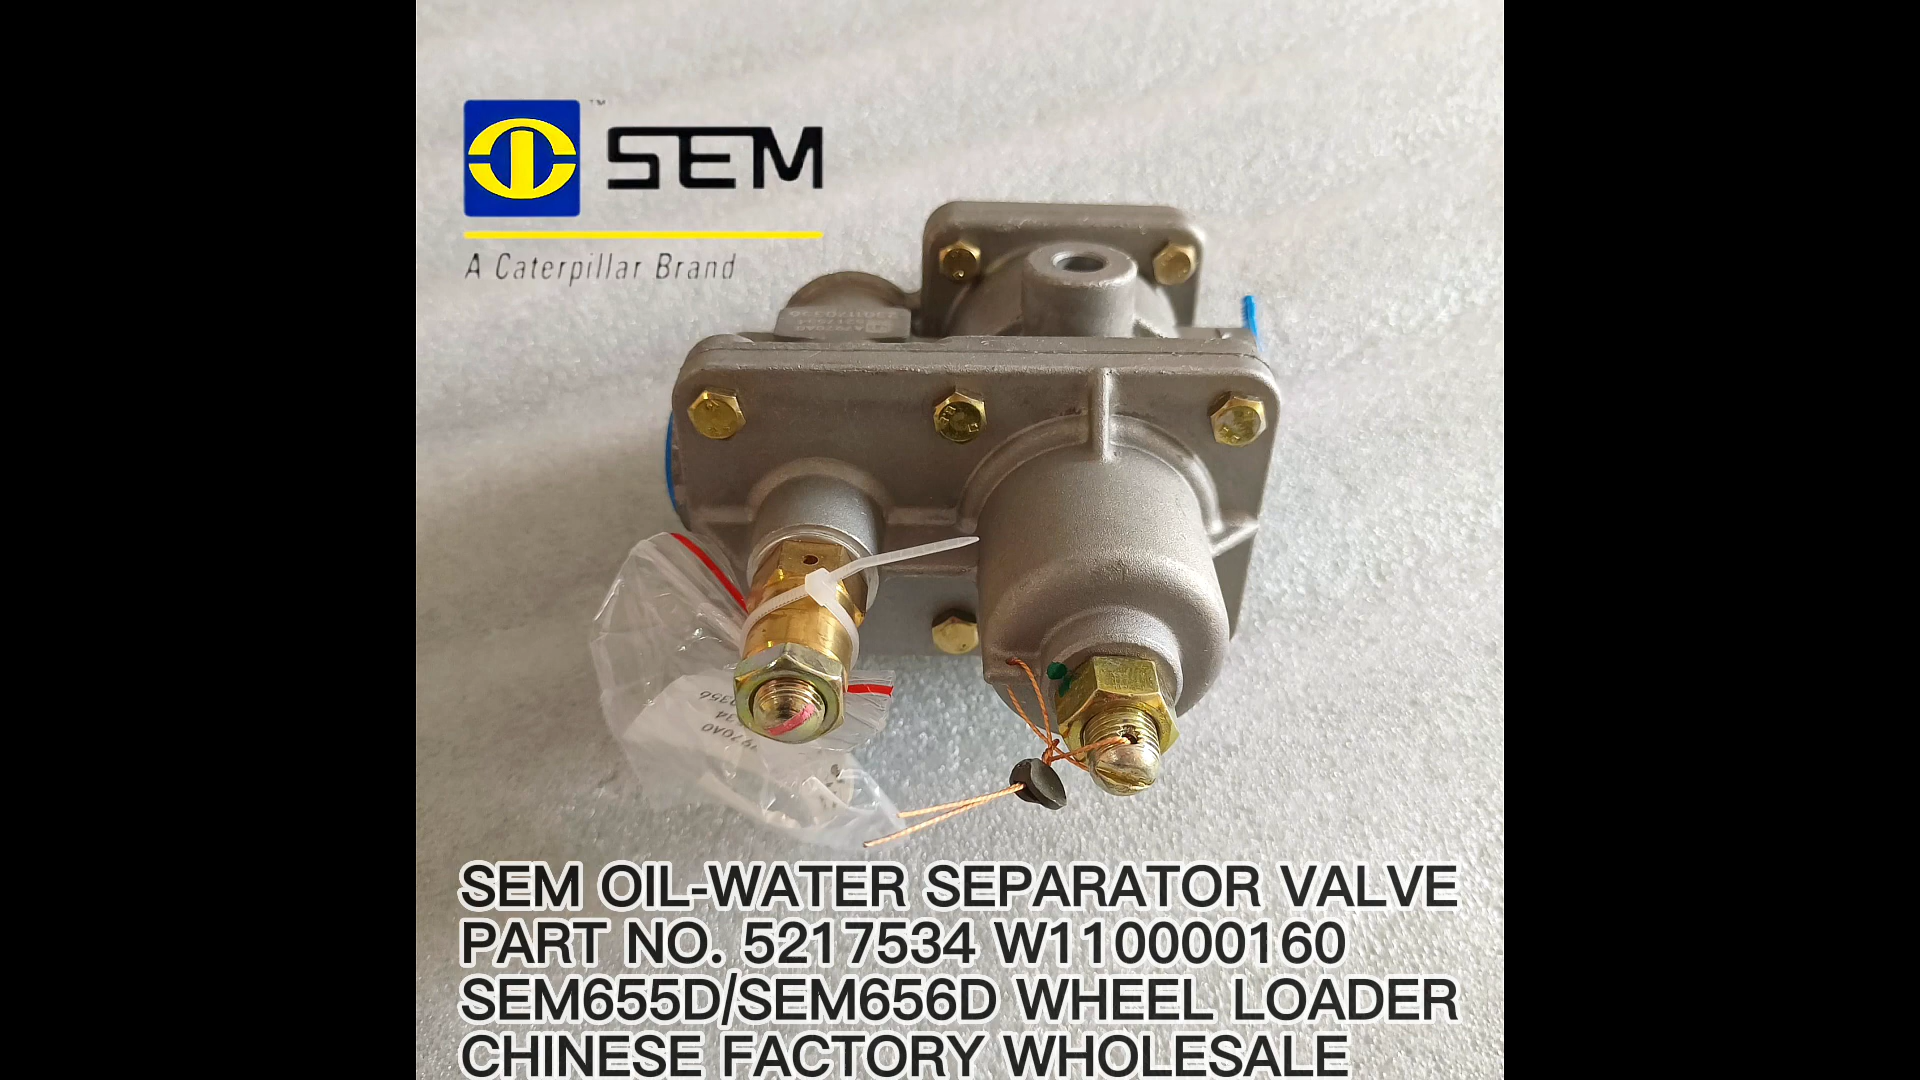 SEM
A Caterpillar Brand
SEM OIL-WATER SEPARATOR VALVE
PART NO. 5217534 W110000160
SEM655D/SEM656D WHEEL LOADER
CHINESE FACTORY WHOLESALE